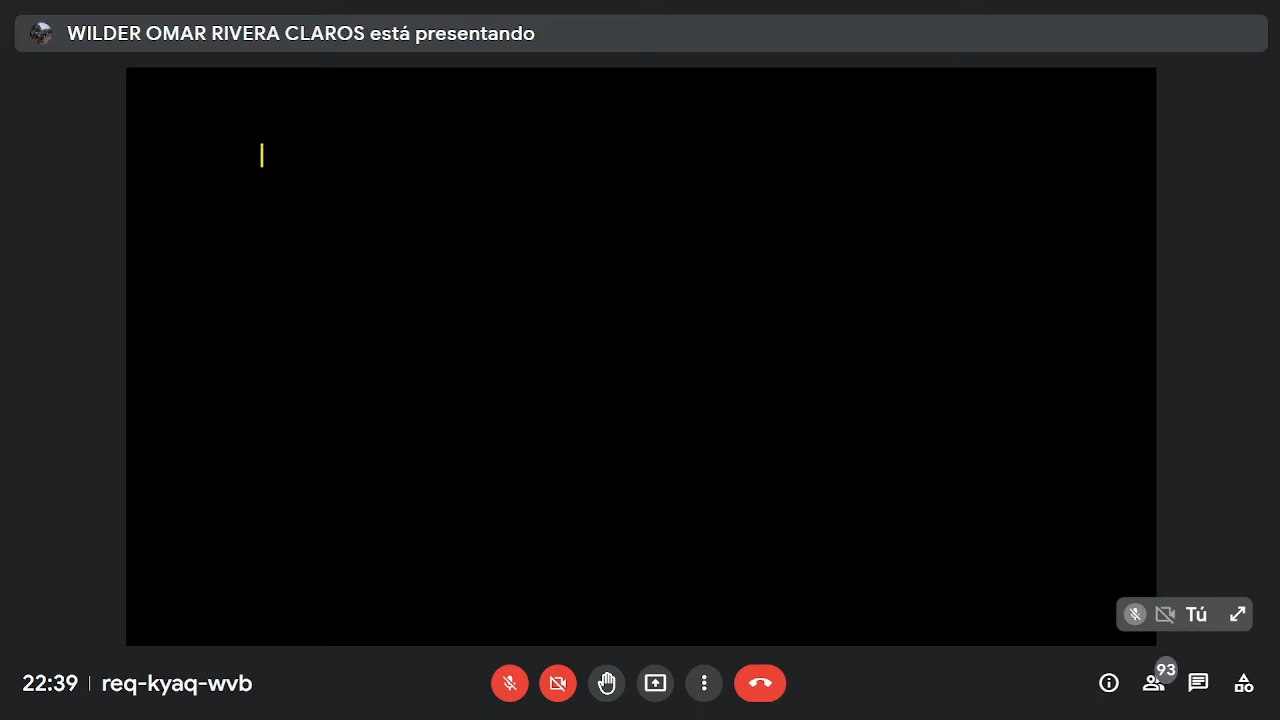 WILDER OMAR RIVERA CLAROS está presentando
Tú
22:39 | req-kyaq-wvb
93